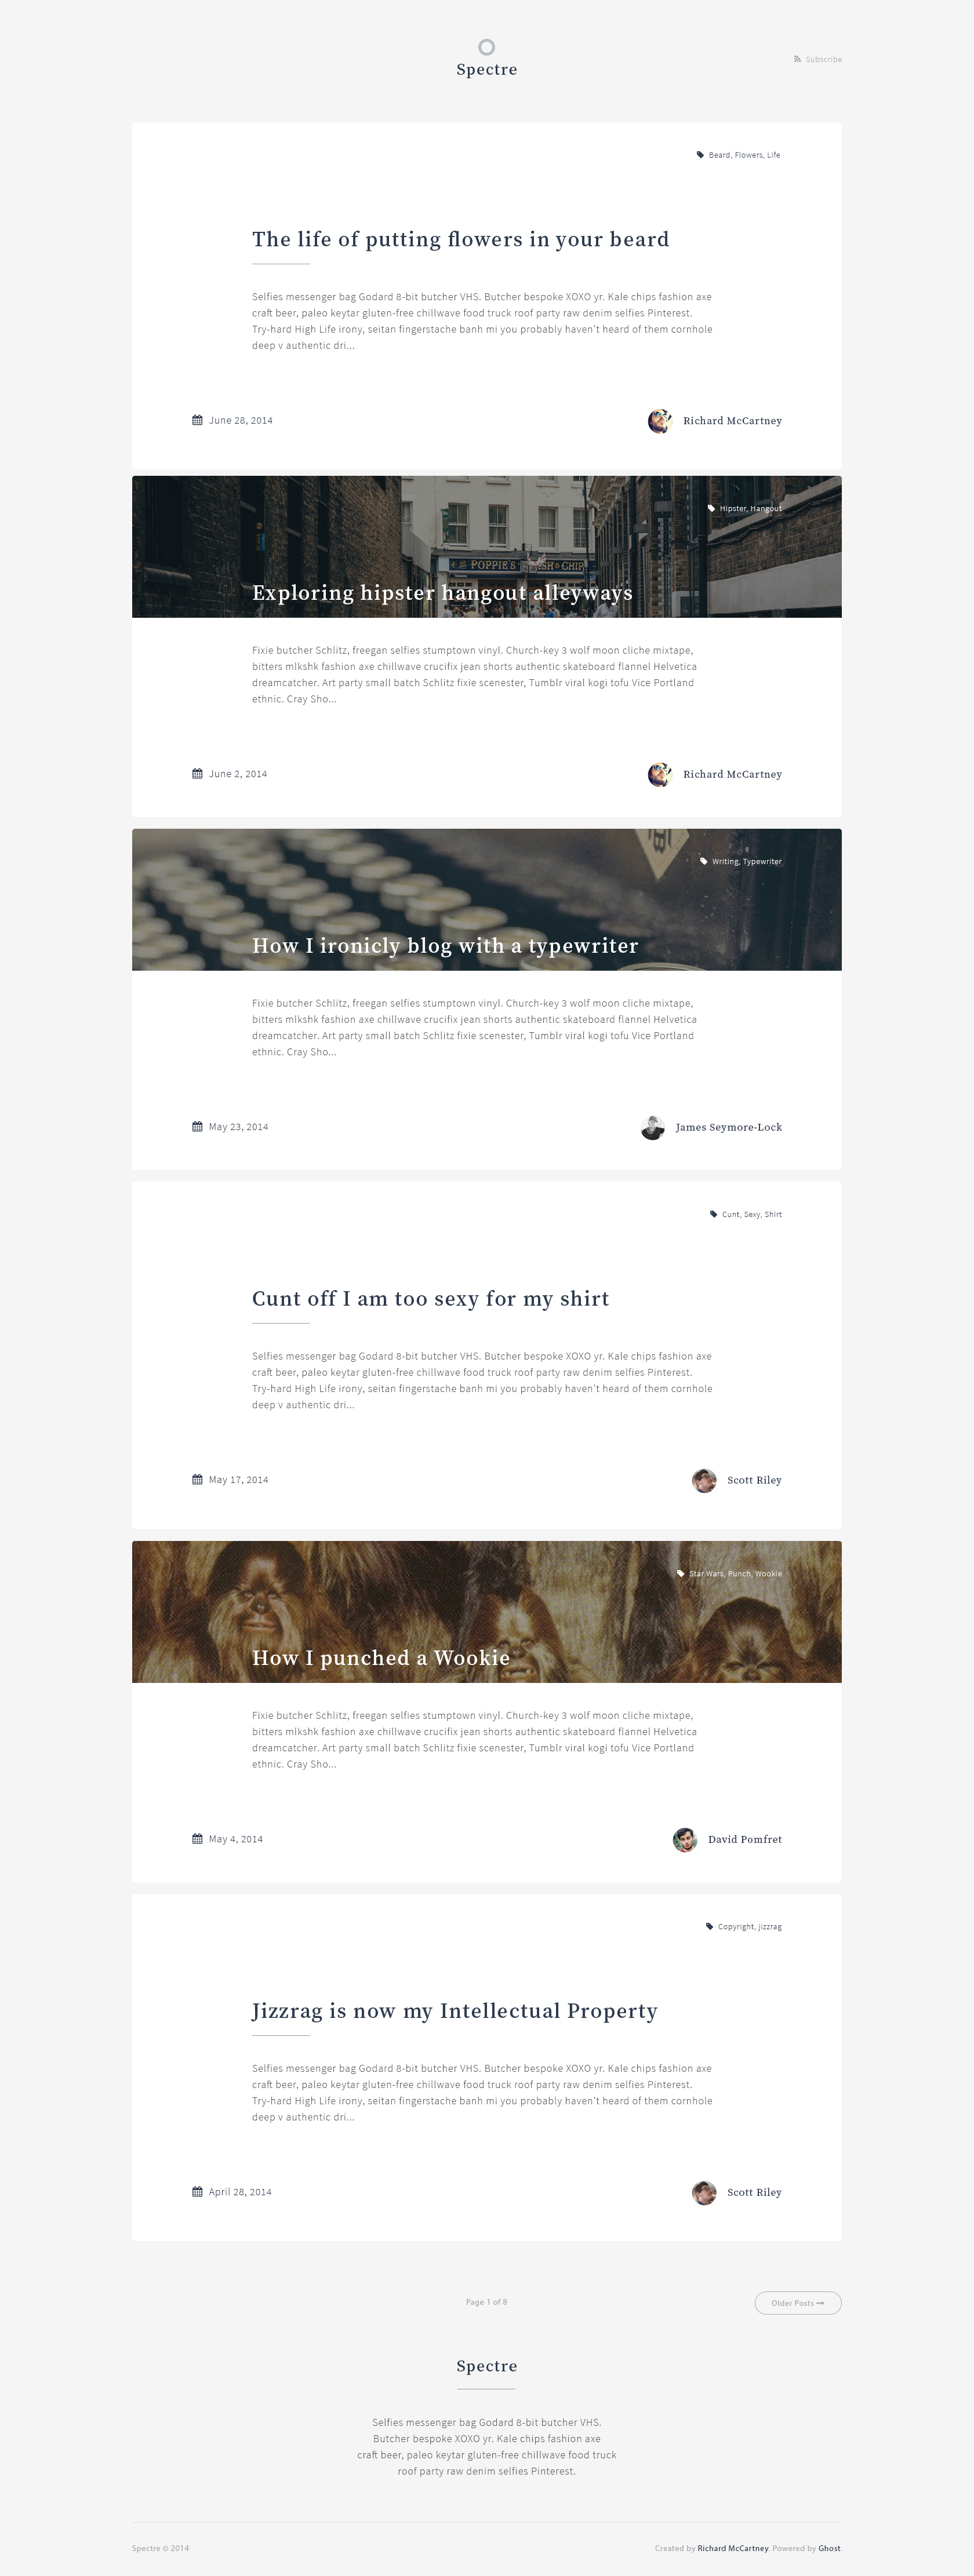 Spectre
Subscribe
Beard, Flowers, Life
The life of putting flowers in your beard
Selfies messenger bag Godard 8-bit butcher VHS. Butcher bespoke XOXO yr. Kale chips fashion axe
craft beer, paleo keytar gluten-free chillwave food truck roof party raw denim selfies Pinterest.
Try-hard High Life irony, seitan fingerstache banh mi you probably haven't heard of them cornhole
deep v authentic dri...
June 28, 2014
Richard McCartney
Hipster, Hangout
POPPIE'S FISH & CHIPS
Exploring hipster hangout alleyways
Fixie butcher Schlitz, freegan selfies stumptown vinyl. Church-key 3 wolf moon cliche mixtape,
bitters mlkshk fashion axe chillwave crucifix jean shorts authentic skateboard flannel Helvetica
dreamcatcher. Art party small batch Schlitz fixie scenester, Tumblr viral kogi tofu Vice Portland
ethnic. Cray Sho...
June 2, 2014
Richard McCartney
Writing, Typewriter
How I ironicly blog with a typewriter
Fixie butcher Schlitz, freegan selfies stumptown vinyl. Church-key 3 wolf moon cliche mixtape,
bitters mlkshk fashion axe chillwave crucifix jean shorts authentic skateboard flannel Helvetica
dreamcatcher. Art party small batch Schlitz fixie scenester, Tumblr viral kogi tofu Vice Portland
ethnic. Cray Sho...
May 23, 2014
James Seymore-Lock
Cunt, Sexy, Shirt
Cunt off I am too sexy for my shirt
Selfies messenger bag Godard 8-bit butcher VHS. Butcher bespoke XOXO yr. Kale chips fashion axe
craft beer, paleo keytar gluten-free chillwave food truck roof party raw denim selfies Pinterest.
Try-hard High Life irony, seitan fingerstache banh mi you probably haven't heard of them cornhole
deep v authentic dri...
May 17, 2014
Scott Riley
Star Wars, Punch, Wookie
How I punched a Wookie
Fixie butcher Schlitz, freegan selfies stumptown vinyl. Church-key 3 wolf moon cliche mixtape,
bitters mlkshk fashion axe chillwave crucifix jean shorts authentic skateboard flannel Helvetica
dreamcatcher. Art party small batch Schlitz fixie scenester, Tumblr viral kogi tofu Vice Portland
ethnic. Cray Sho...
May 4, 2014
David Pomfret
Copyright, jizzrag
Jizzrag is now my Intellectual Property
Selfies messenger bag Godard 8-bit butcher VHS. Butcher bespoke XOXO yr. Kale chips fashion axe
craft beer, paleo keytar gluten-free chillwave food truck roof party raw denim selfies Pinterest.
Try-hard High Life irony, seitan fingerstache banh mi you probably haven't heard of them cornhole
deep v authentic dri...
April 28, 2014
Scott Riley
Page 1 of 8
Older Posts
Spectre
Selfies messenger bag Godard 8-bit butcher VHS.
Butcher bespoke XOXO yr. Kale chips fashion axe
craft beer, paleo keytar gluten-free chillwave food truck
roof party raw denim selfies Pinterest.
Spectre © 2014
Created by Richard McCartney. Powered by Ghost.